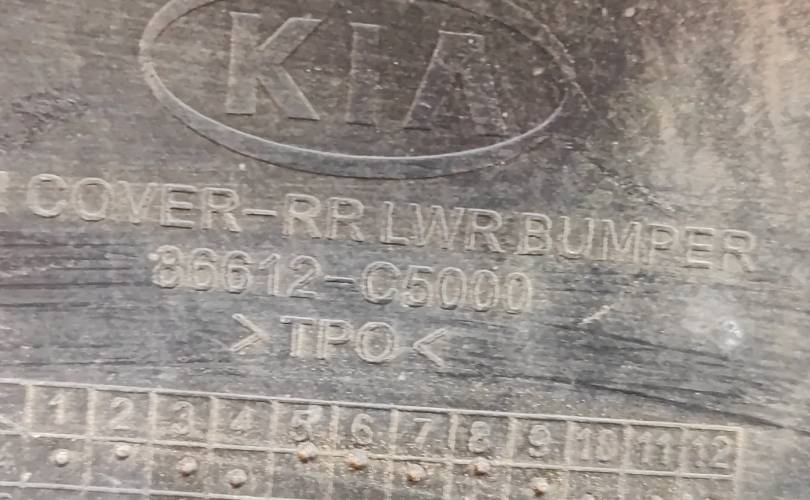 KIA
COVER-RR LWR BUMPER
86612-C5000
>TPO<
1 2 3 4 5 6 7 8 9 10 11 12